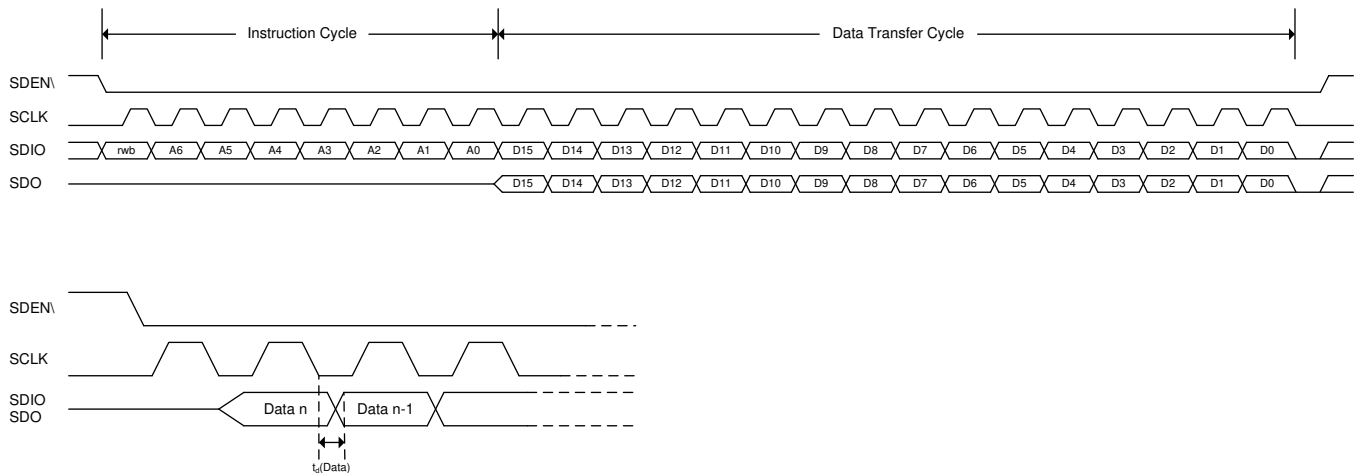 Instruction Cycle Data Transfer Cycle
SDEN\
SCLK
SDIO rwb A6 A5 A4 A3 A2 A1 A0 D15 D14 D13 D12 D11 D10 D9 D8 D7 D6 D5 D4 D3 D2 D1 D0
SDO D15 D14 D13 D12 D11 D10 D9 D8 D7 D6 D5 D4 D3 D2 D1 D0
SDEN\
SCLK
SDIO
SDO
Data n Data n-1
td(Data)